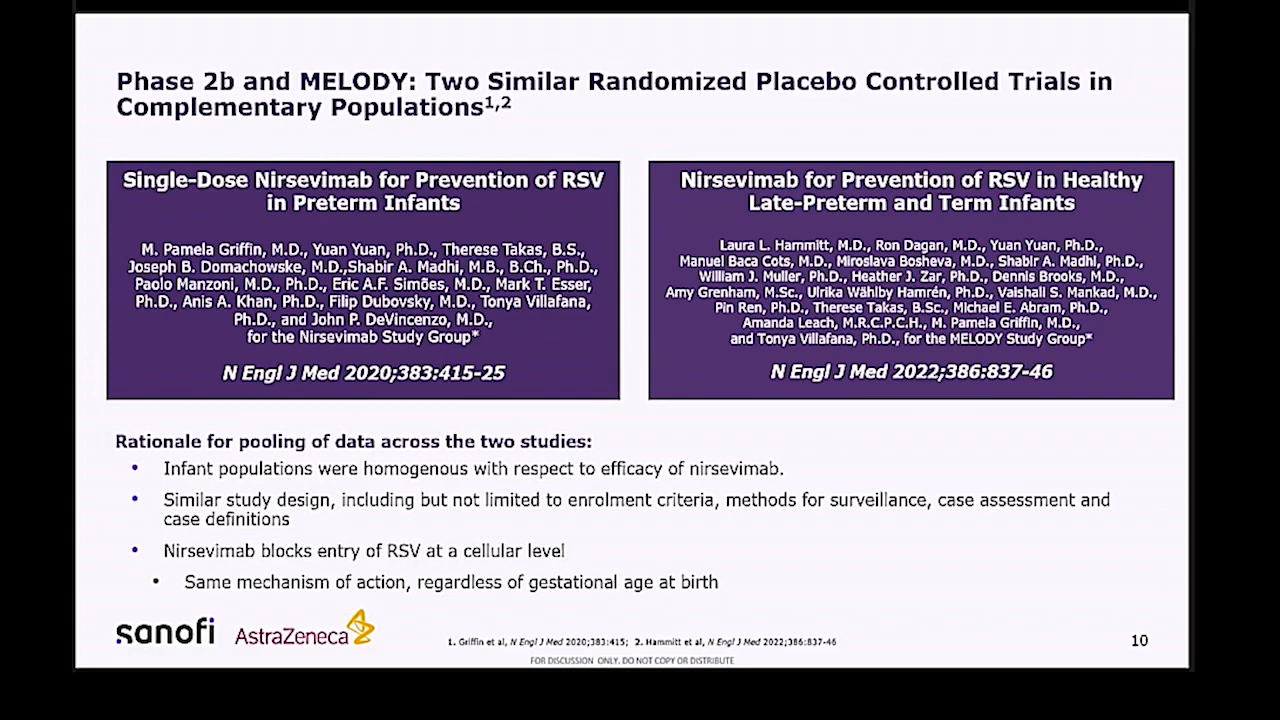 Phase 2b and MELODY: Two Similar Randomized Placebo Controlled Trials in
Complementary Populations1,2
Single-Dose Nirsevimab for Prevention of RSV
in Preterm Infants
M. Pamela Griffin, M.D., Yuan Yuan, Ph.D., Therese Takas, B.S.,
Joseph B. Domachowske, M.D.,Shabir A. Madhi, M.B., B.Ch., Ph.D.,
Paolo Manzoni, M.D., Ph.D., Eric A.F. Simões, M.D., Mark T. Esser,
Ph.D., Anis A. Khan, Ph.D., Filip Dubovsky, M.D., Tonya Villafana,
Ph.D., and John P. DeVincenzo, M.D.,
for the Nirsevimab Study Group*
N Engl J Med 2020;383:415-25
Nirsevimab for Prevention of RSV in Healthy
Late-Preterm and Term Infants
Laura L. Hammitt, M.D., Ron Dagan, M.D., Yuan Yuan, Ph.D.,
Manuel Baca Cots, M.D., Miroslava Bosheva, M.D., Shabir A. Madhi, Ph.D.,
William J. Muller, Ph.D., Heather J. Zar, Ph.D., Dennis Brooks, M.D.,
Amy Grenham, M.Sc., Ulrika Wählby Hamrén, Ph.D., Vaishali S. Mankad, M.D.,
Pin Ren, Ph.D., Therese Takas, B.Sc., Michael E. Abram, Ph.D.,
Amanda Leach, M.R.C.P.C.H., M. Pamela Griffin, M.D.,
and Tonya Villafana, Ph.D., for the MELODY Study Group*
N Engl J Med 2022;386:837-46
Rationale for pooling of data across the two studies:
• Infant populations were homogenous with respect to efficacy of nirsevimab.
• Similar study design, including but not limited to enrolment criteria, methods for surveillance, case assessment and
case definitions
• Nirsevimab blocks entry of RSV at a cellular level
• Same mechanism of action, regardless of gestational age at birth
sanofi AstraZeneca
1. Griffin et al, N Engl J Med 2020;383:415; 2. Hammitt et al, N Engl J Med 2022;386:837-46
10
FOR DISCUSSION ONLY. DO NOT COPY OR DISTRIBUTE